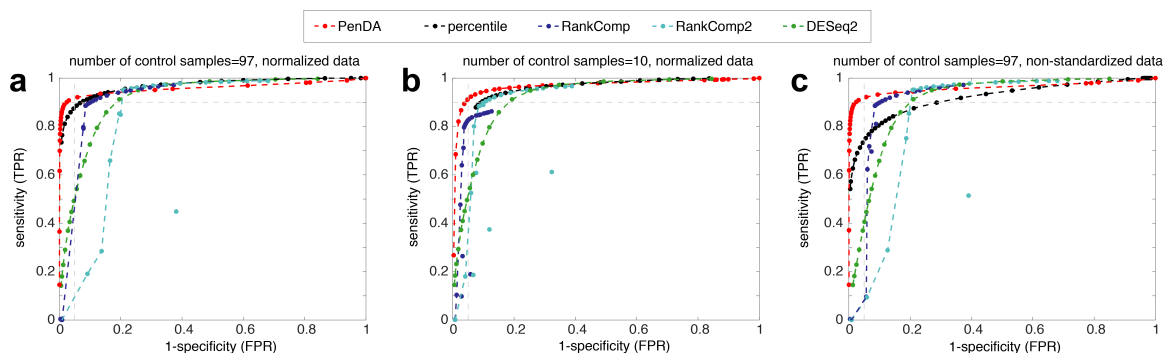 PenDA percentile RankComp RankComp2 DESeq2
a number of control samples=97, normalized data
1
0.8
0.6
0.4
0.2
0
0 0.2 0.4 0.6 0.8 1
sensitivity (TPR)
1-specificity (FPR)
b number of control samples=10, normalized data
1
0.8
0.6
0.4
0.2
0
0 0.2 0.4 0.6 0.8 1
sensitivity (TPR)
1-specificity (FPR)
c number of control samples=97, non-standardized data
1
0.8
0.6
0.4
0.2
0
0 0.2 0.4 0.6 0.8 1
sensitivity (TPR)
1-specificity (FPR)